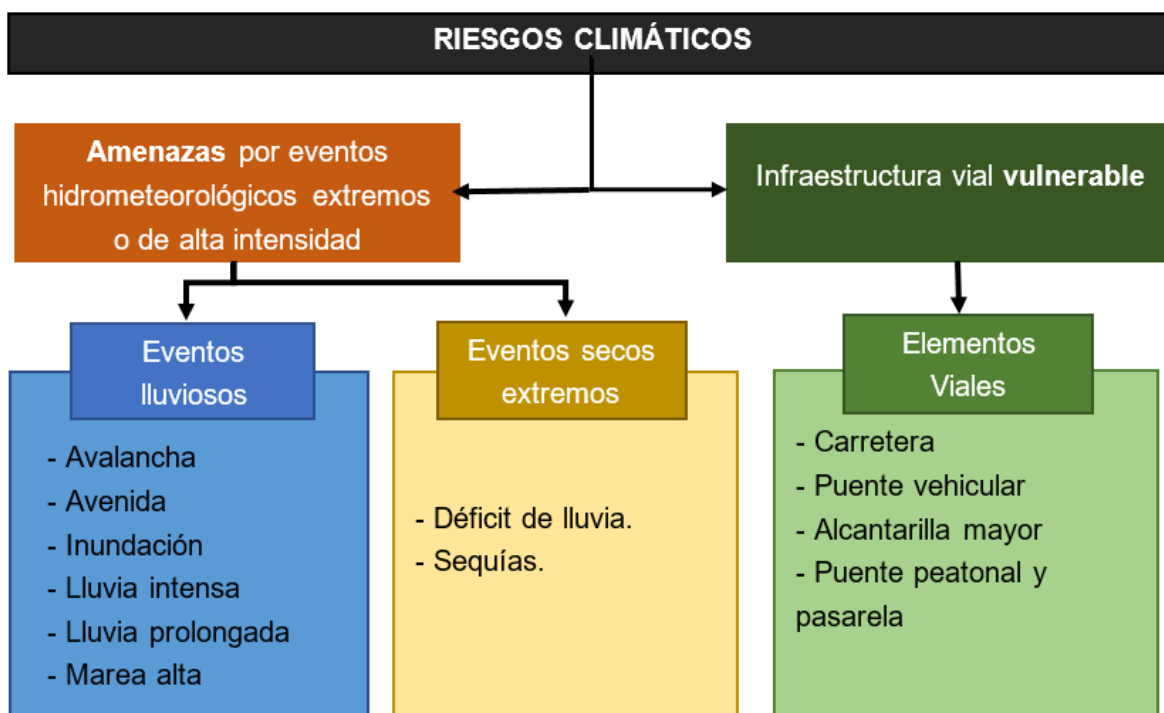 RIESGOS CLIMÁTICOS
Amenazas por eventos
hidrometeorológicos extremos
o de alta intensidad
Infraestructura vial vulnerable
Eventos
lluviosos
- Avalancha
- Avenida
- Inundación
- Lluvia intensa
- Lluvia prolongada
- Marea alta
Eventos secos
extremos
- Déficit de lluvia.
- Sequías.
Elementos
Viales
- Carretera
- Puente vehicular
- Alcantarilla mayor
- Puente peatonal y
pasarela